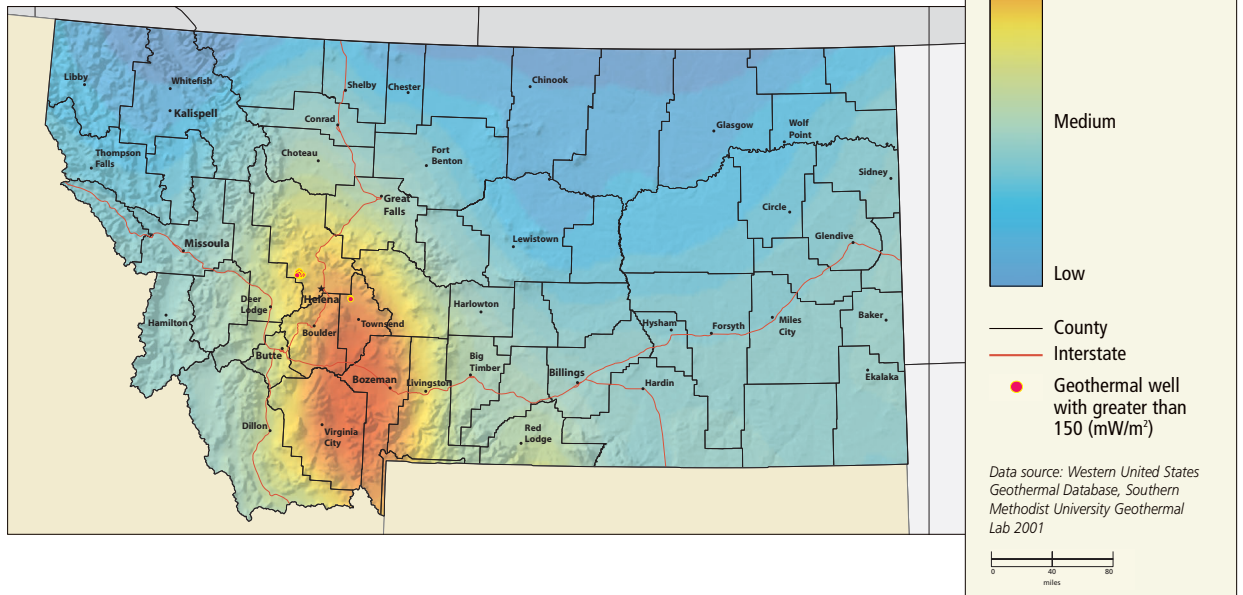 Libby
Whitefish
Kalispell
Shelby
Chester
Chinook
Conrad
Glasgow
Wolf
Point
Thompson
Falls
Choteau
Fort
Benton
Sidney
Great
Falls
Circle
Missoula
Lewistown
Glendive
Helena
Deer
Lodge
Harlowton
Hamilton
Boulder
Townsend
Hysham
Forsyth
Miles
City
Baker
Butte
Big
Timber
Bozeman
Livingston
Billings
Hardin
Ekalaka
Dillon
Virginia
City
Red
Lodge
Medium
Low
County
Interstate
Geothermal well
with greater than
150 (mW/m²)
Data source: Western United States
Geothermal Database, Southern
Methodist University Geothermal
Lab 2001
0 40 80
miles